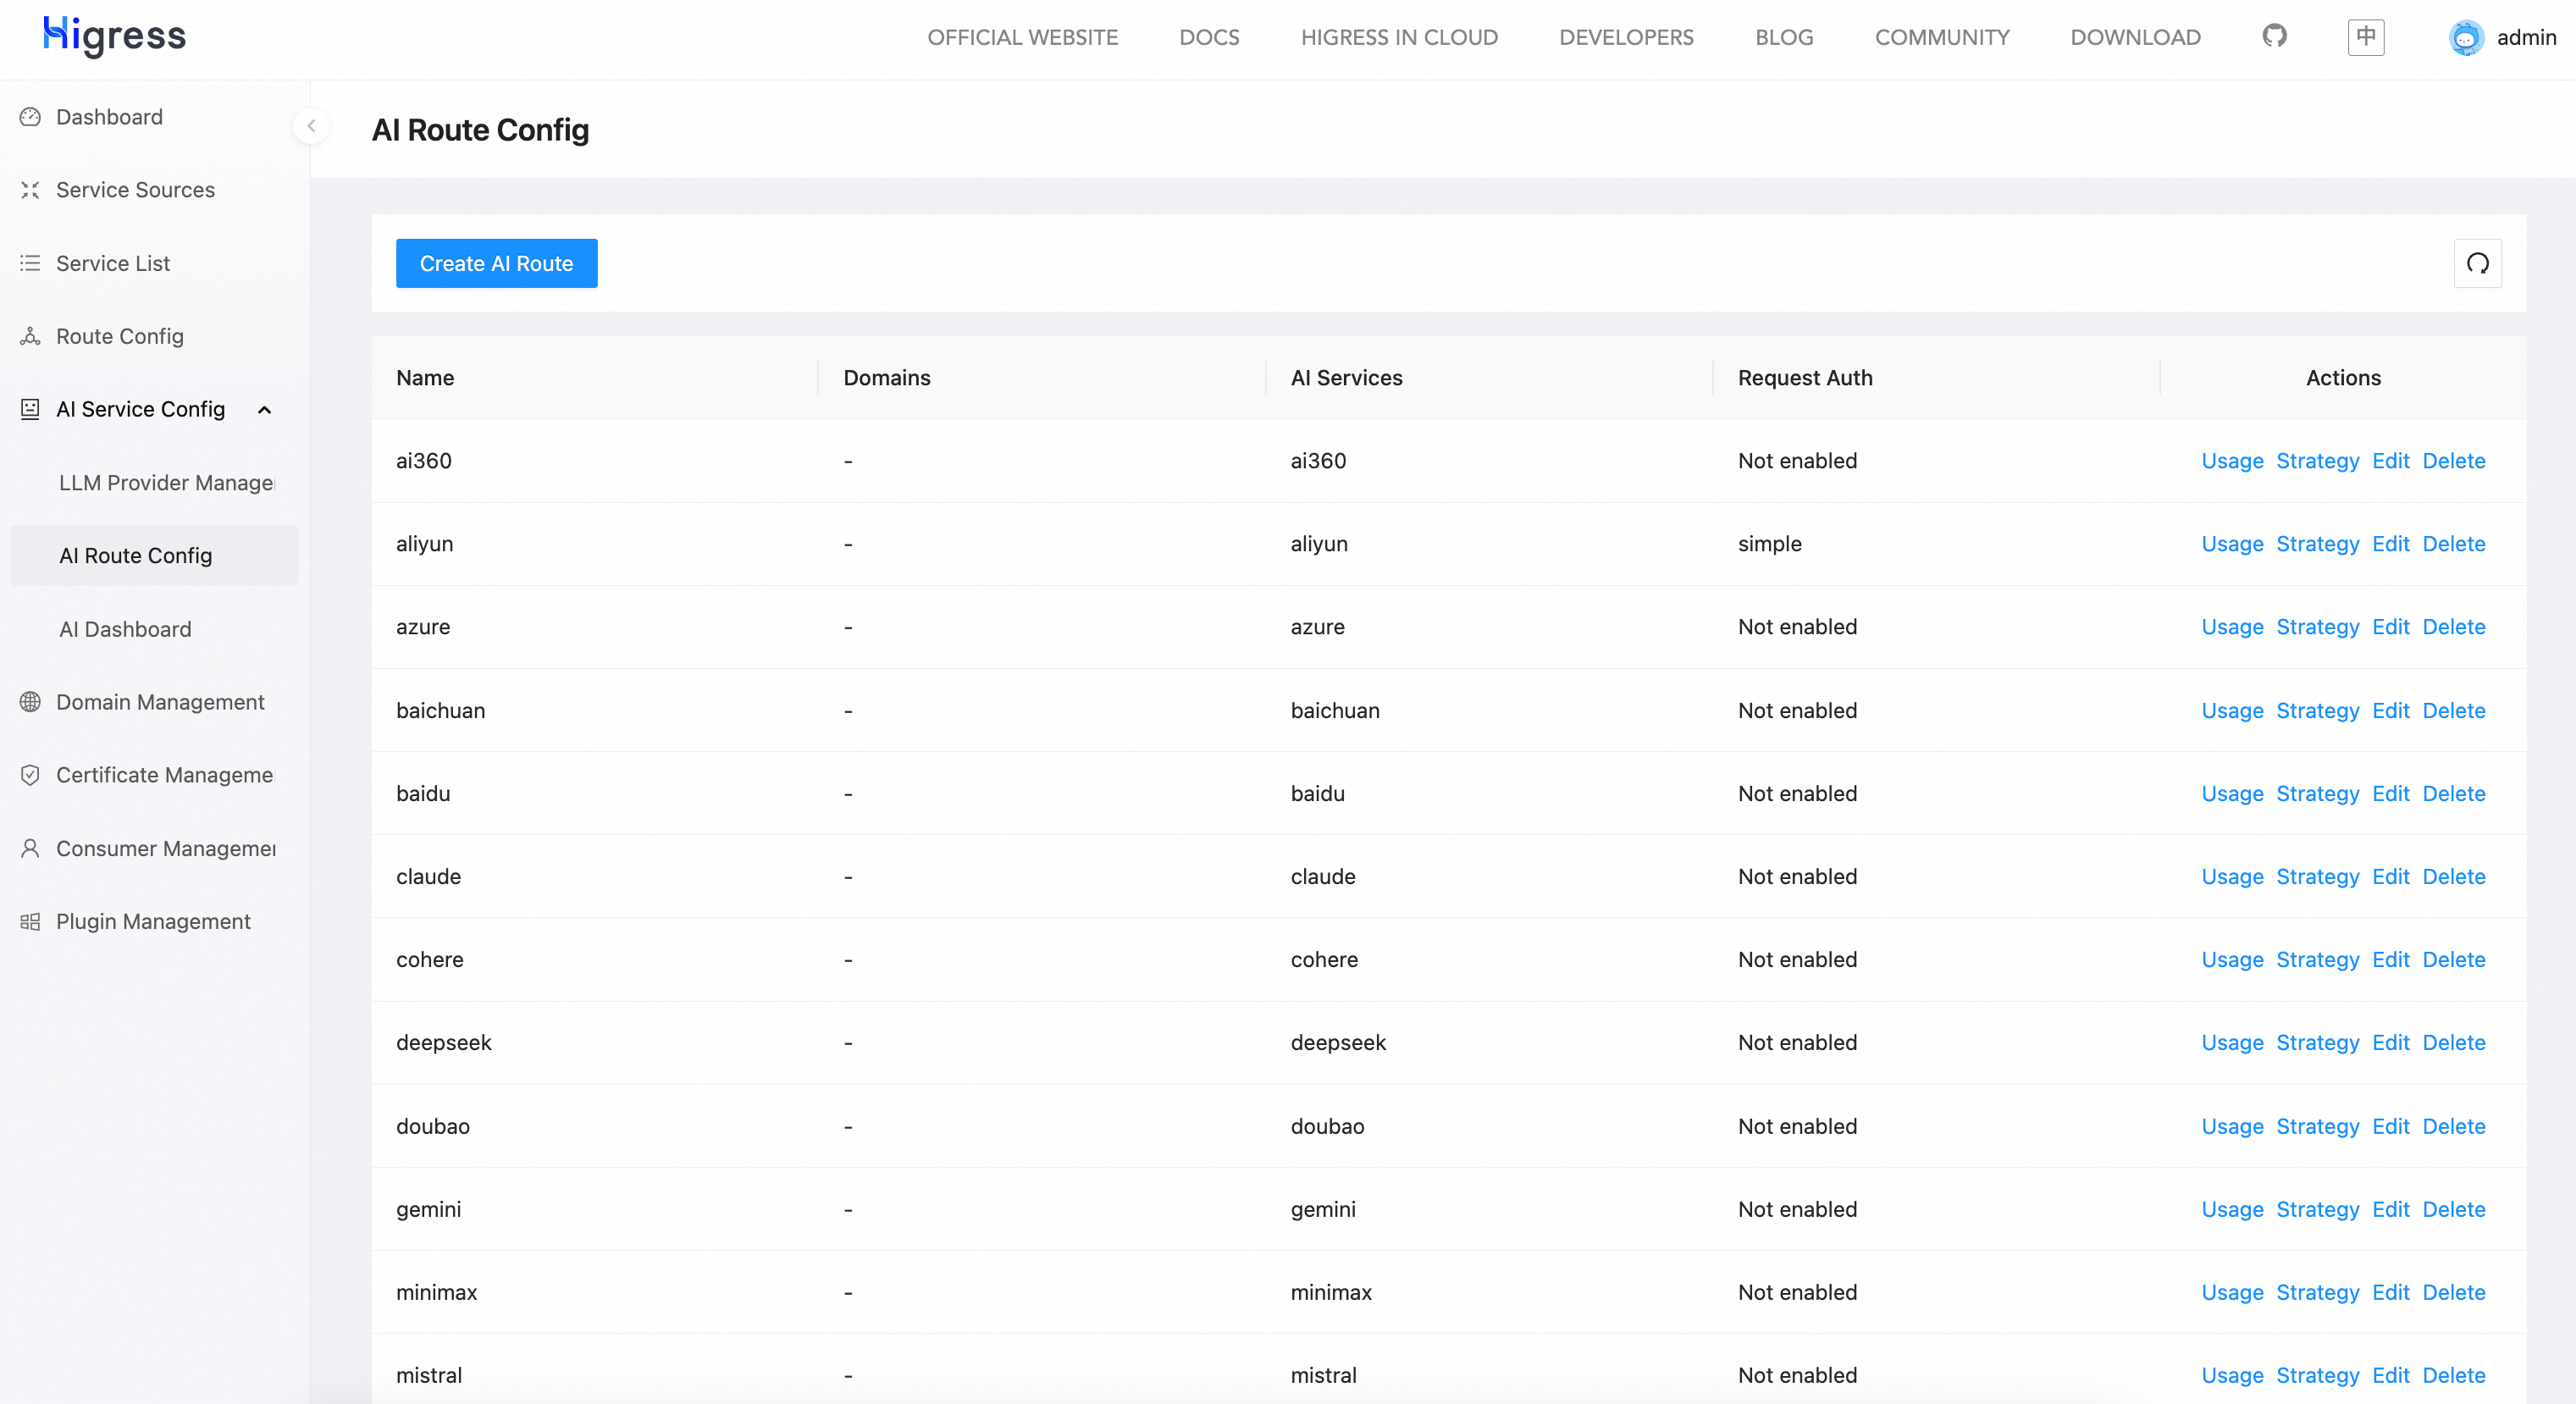 Higress
OFFICIAL WEBSITE DOCS HIGRESS IN CLOUD DEVELOPERS BLOG COMMUNITY DOWNLOAD 中 admin
Dashboard
Service Sources
Service List
Route Config
AI Service Config
LLM Provider Manage
AI Route Config
AI Dashboard
Domain Management
Certificate Manageme
Consumer Managemen
Plugin Management
AI Route Config
Create AI Route
Name Domains AI Services Request Auth Actions
ai360 - ai360 Not enabled Usage Strategy Edit Delete
aliyun - aliyun simple Usage Strategy Edit Delete
azure - azure Not enabled Usage Strategy Edit Delete
baichuan - baichuan Not enabled Usage Strategy Edit Delete
baidu - baidu Not enabled Usage Strategy Edit Delete
claude - claude Not enabled Usage Strategy Edit Delete
cohere - cohere Not enabled Usage Strategy Edit Delete
deepseek - deepseek Not enabled Usage Strategy Edit Delete
doubao - doubao Not enabled Usage Strategy Edit Delete
gemini - gemini Not enabled Usage Strategy Edit Delete
minimax - minimax Not enabled Usage Strategy Edit Delete
mistral - mistral Not enabled Usage Strategy Edit Delete